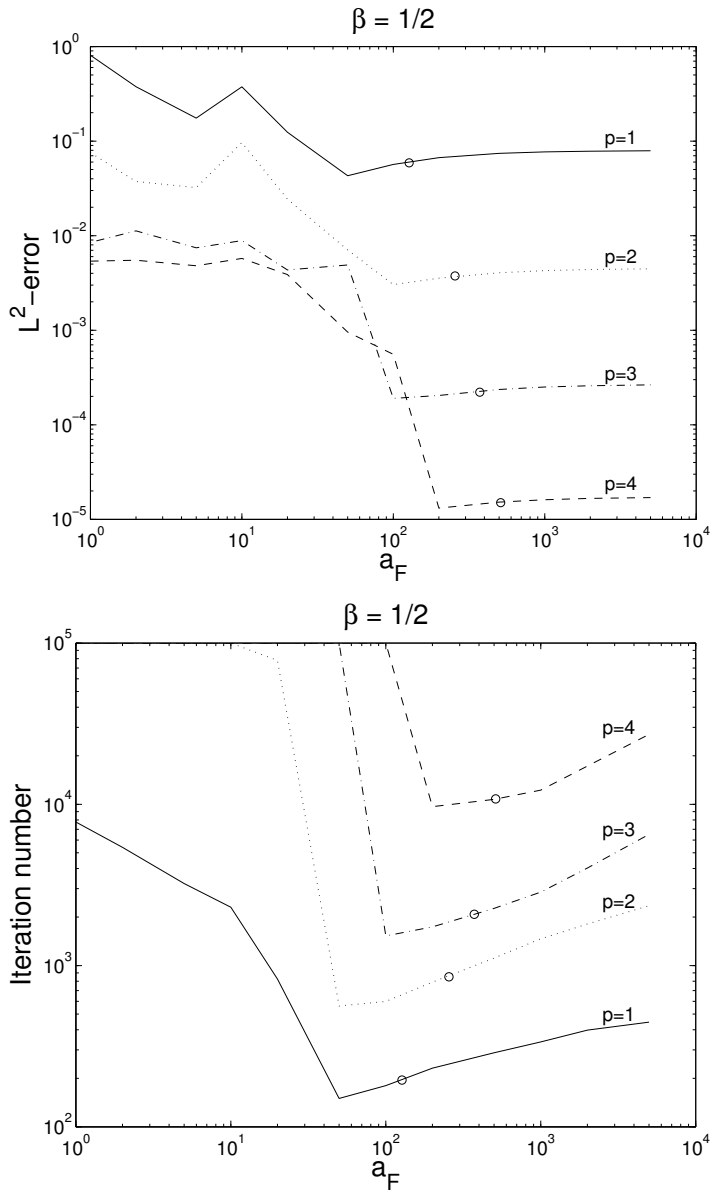 β = 1/2
10^0
10^-1
10^-2
10^-3
10^-4
10^-5
L^2−error
p=1
p=2
p=3
p=4
10^0 10^1 10^2 10^3 10^4
a_F
β = 1/2
10^5
10^4
10^3
10^2
Iteration number
p=4
p=3
p=2
p=1
10^0 10^1 10^2 10^3 10^4
a_F